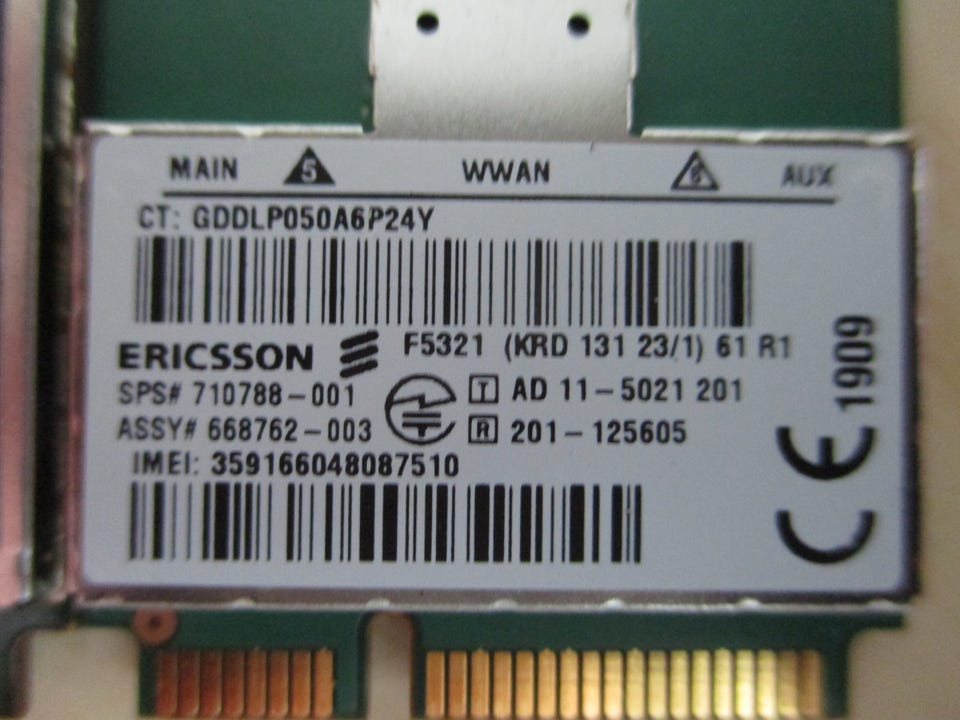 MAIN 5 WWAN 6 AUX
CT: GDDLP050A6P24Y
ERICSSON F5321 (KRD 131 23/1) 61 R1
SPS# 710788-001 T AD 11-5021 201
ASSY# 668762-003 R 201-125605
IMEI: 359166048087510
CE 1909